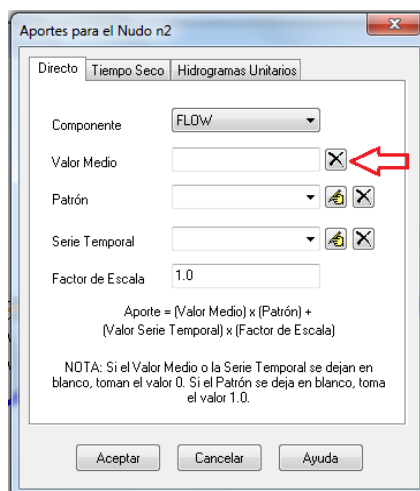 Aportes para el Nudo n2
Directo Tiempo Seco Hidrogramas Unitarios
Componente FLOW
Valor Medio
Patrón
Serie Temporal
Factor de Escala 1.0
Aporte = (Valor Medio) x (Patrón) +
(Valor Serie Temporal) x (Factor de Escala)
NOTA: Si el Valor Medio o la Serie Temporal se dejan en
blanco, toman el valor 0. Si el Patrón se deja en blanco, toma
el valor 1.0.
Aceptar Cancelar Ayuda